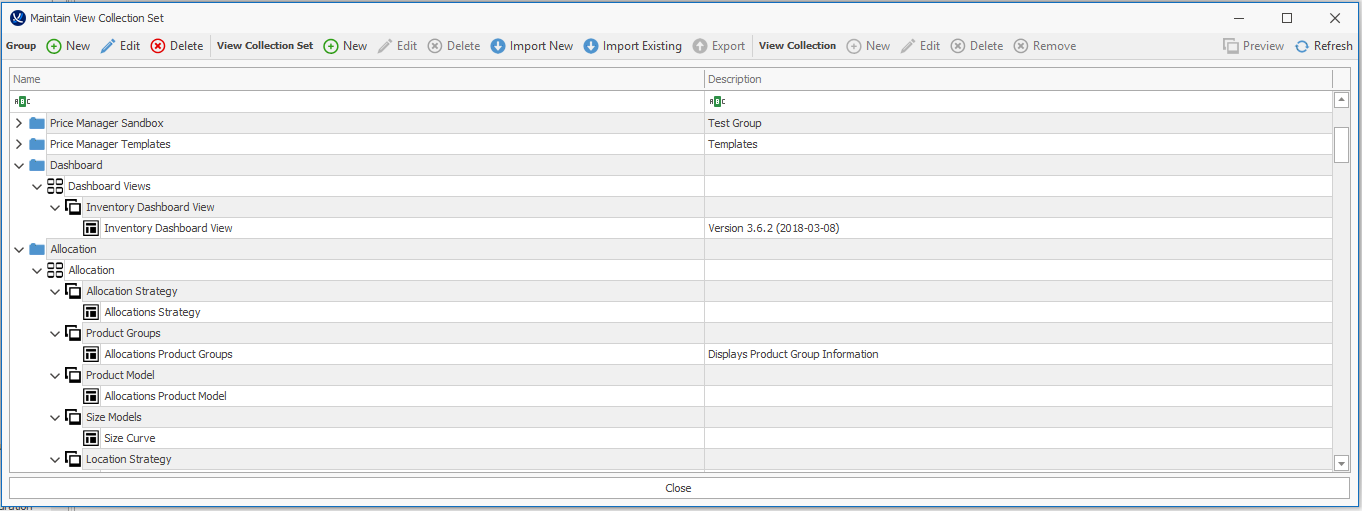 Maintain View Collection Set
Group New Edit Delete View Collection Set New Edit Delete Import New Import Existing Export View Collection New Edit Delete Remove Preview Refresh
Name Description
ABC ABC
Price Manager Sandbox Test Group
Price Manager Templates Templates
Dashboard
Dashboard Views
Inventory Dashboard View
Inventory Dashboard View Version 3.6.2 (2018-03-08)
Allocation
Allocation
Allocation Strategy
Allocations Strategy
Product Groups
Allocations Product Groups Displays Product Group Information
Product Model
Allocations Product Model
Size Models
Size Curve
Location Strategy
Close